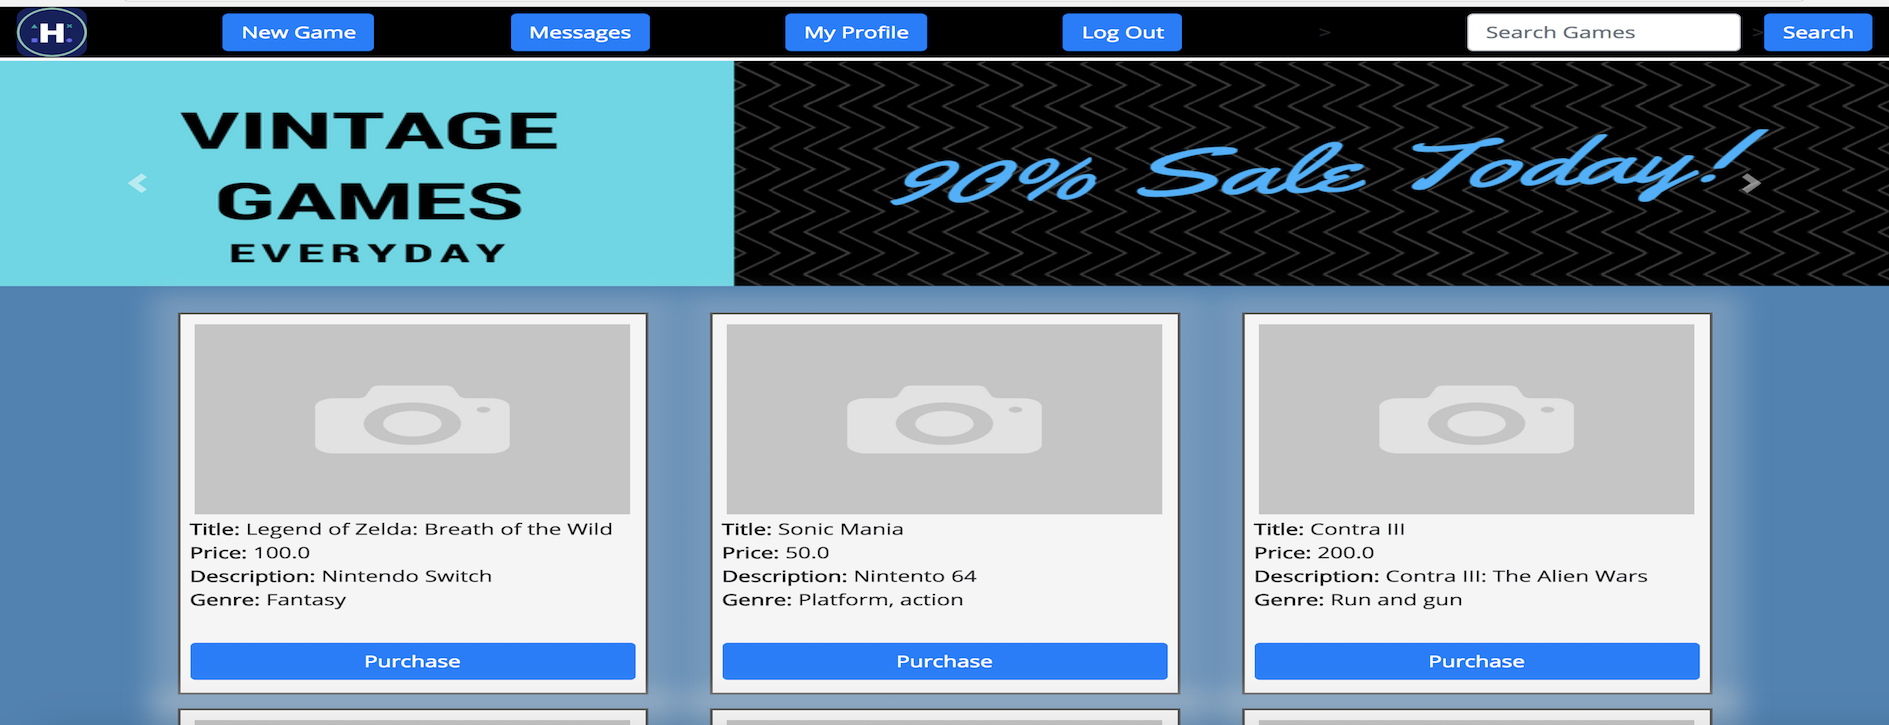 H
New Game
Messages
My Profile
Log Out
>
Search Games
>
Search
VINTAGE
GAMES
EVERYDAY
90% Sale Today!
Title: Legend of Zelda: Breath of the Wild
Price: 100.0
Description: Nintendo Switch
Genre: Fantasy
Purchase
Title: Sonic Mania
Price: 50.0
Description: Nintento 64
Genre: Platform, action
Purchase
Title: Contra III
Price: 200.0
Description: Contra III: The Alien Wars
Genre: Run and gun
Purchase